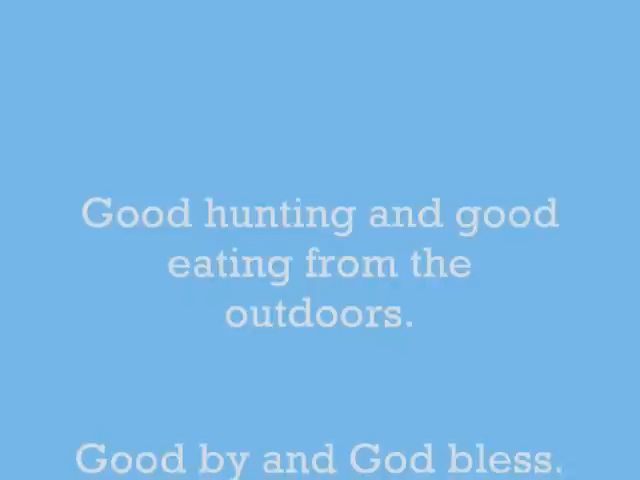 Good hunting and good
eating from the
outdoors.
Good by and God bless.